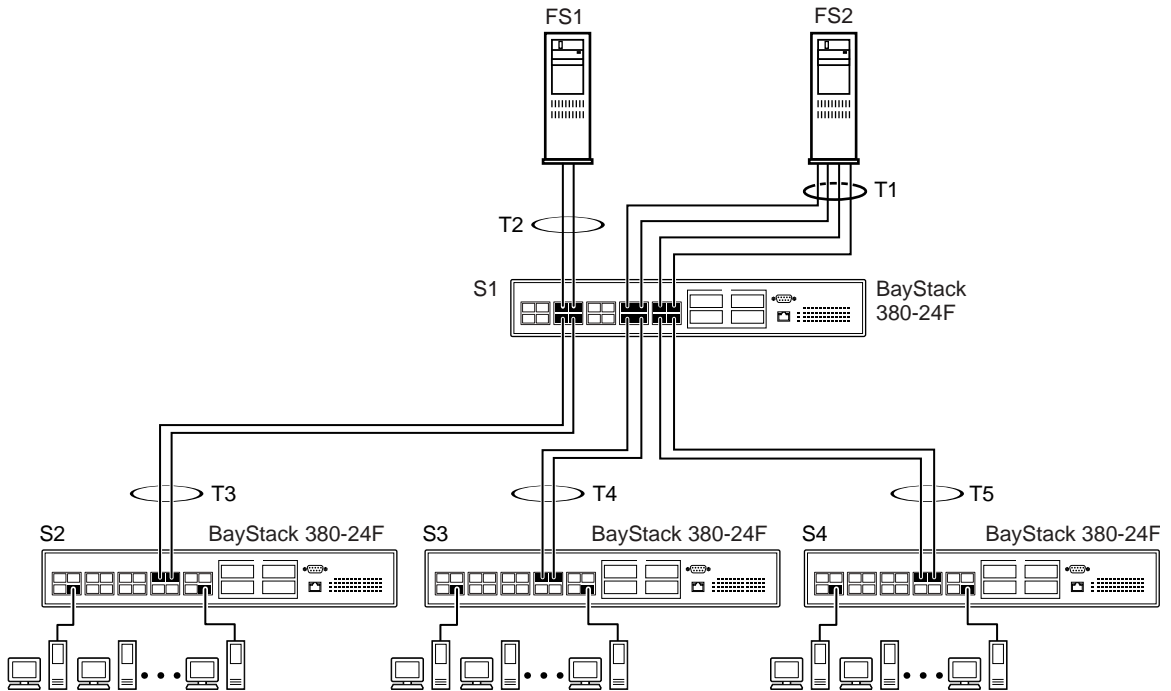 FS1
FS2
T1
T2
S1
BayStack
380-24F
T3
T4
T5
S2
BayStack 380-24F
S3
BayStack 380-24F
S4
BayStack 380-24F